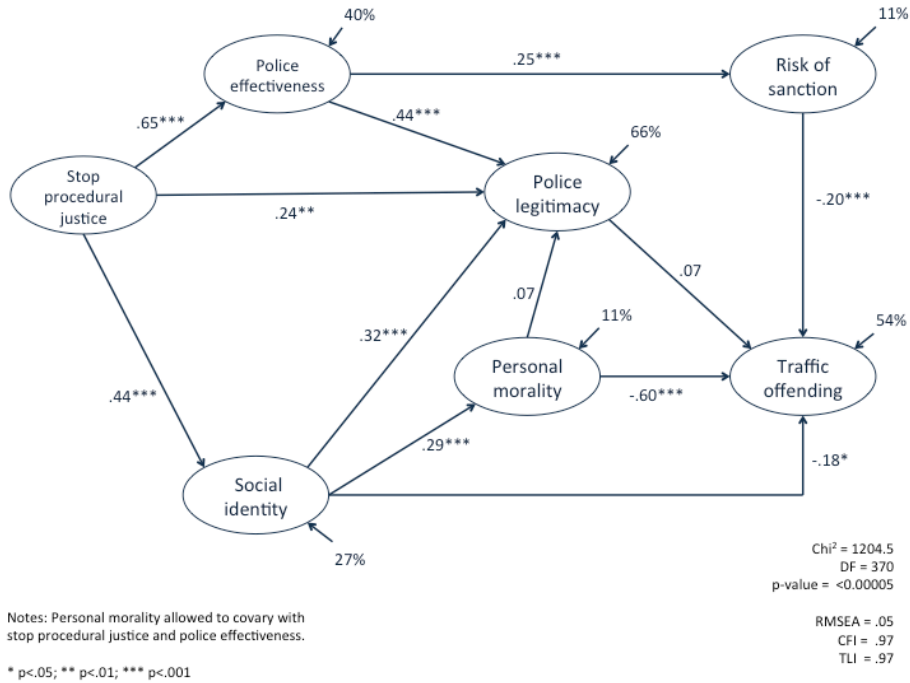 40%
11%
Police
effectiveness
.25***
Risk of
sanction
.65***
.44***
66%
Stop
procedural
justice
Police
legitimacy
.24**
-.20***
.07
.07
.32***
11%
54%
Personal
morality
Traffic
offending
-.60***
.44***
.29***
-.18*
Social
identity
27%
Chi² = 1204.5
DF = 370
p-value = <0.00005
Notes: Personal morality allowed to covary with
stop procedural justice and police effectiveness.
RMSEA = .05
CFI = .97
TLI = .97
* p<.05; ** p<.01; *** p<.001